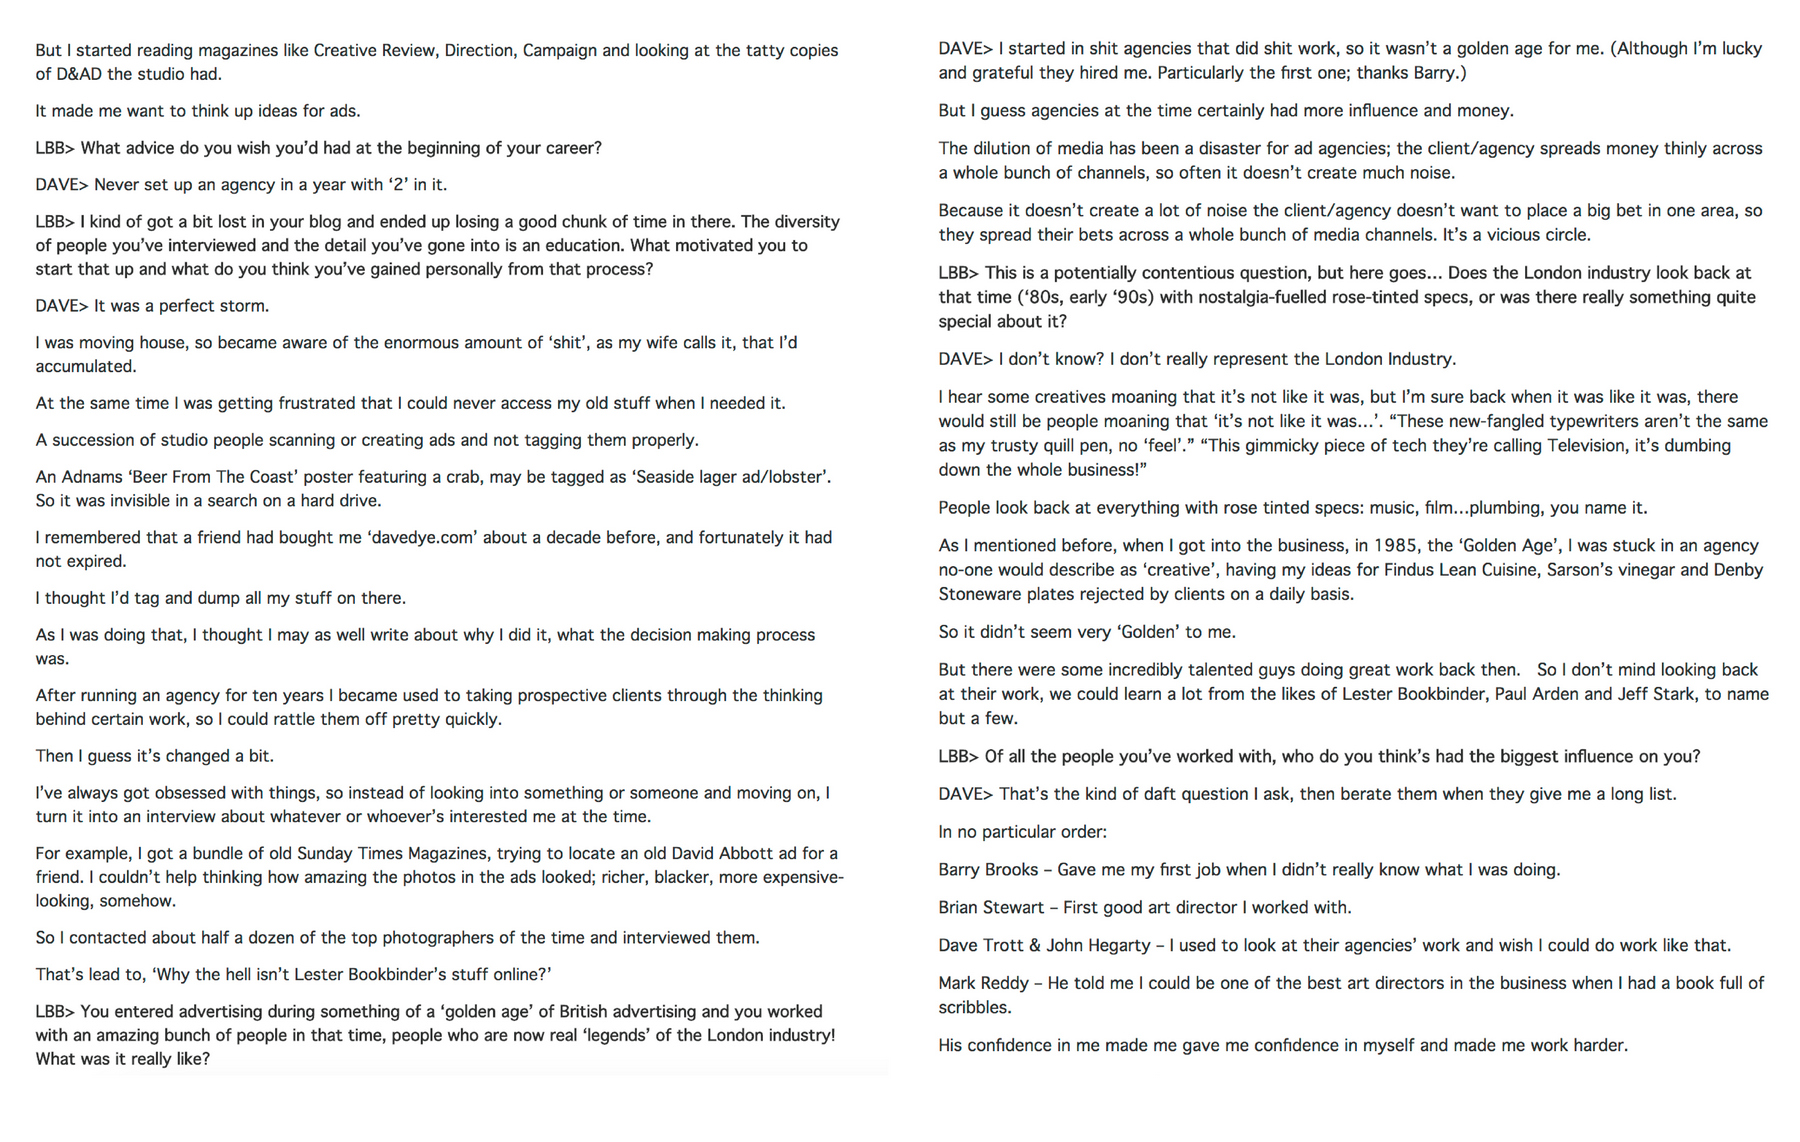 But I started reading magazines like Creative Review, Direction, Campaign and looking at the tatty copies
of D&AD the studio had.
It made me want to think up ideas for ads.
LBB> What advice do you wish you’d had at the beginning of your career?
DAVE> Never set up an agency in a year with ‘2’ in it.
LBB> I kind of got a bit lost in your blog and ended up losing a good chunk of time in there. The diversity
of people you’ve interviewed and the detail you’ve gone into is an education. What motivated you to
start that up and what do you think you’ve gained personally from that process?
DAVE> It was a perfect storm.
I was moving house, so became aware of the enormous amount of ‘shit’, as my wife calls it, that I’d
accumulated.
At the same time I was getting frustrated that I could never access my old stuff when I needed it.
A succession of studio people scanning or creating ads and not tagging them properly.
An Adnams ‘Beer From The Coast’ poster featuring a crab, may be tagged as ‘Seaside lager ad/lobster’.
So it was invisible in a search on a hard drive.
I remembered that a friend had bought me ‘davedye.com’ about a decade before, and fortunately it had
not expired.
I thought I’d tag and dump all my stuff on there.
As I was doing that, I thought I may as well write about why I did it, what the decision making process
was.
After running an agency for ten years I became used to taking prospective clients through the thinking
behind certain work, so I could rattle them off pretty quickly.
Then I guess it’s changed a bit.
I’ve always got obsessed with things, so instead of looking into something or someone and moving on, I
turn it into an interview about whatever or whoever’s interested me at the time.
For example, I got a bundle of old Sunday Times Magazines, trying to locate an old David Abbott ad for a
friend. I couldn’t help thinking how amazing the photos in the ads looked; richer, blacker, more expensive-
looking, somehow.
So I contacted about half a dozen of the top photographers of the time and interviewed them.
That’s lead to, ‘Why the hell isn’t Lester Bookbinder’s stuff online?’
LBB> You entered advertising during something of a ‘golden age’ of British advertising and you worked
with an amazing bunch of people in that time, people who are now real ‘legends’ of the London industry!
What was it really like?
DAVE> I started in shit agencies that did shit work, so it wasn’t a golden age for me. (Although I’m lucky
and grateful they hired me. Particularly the first one; thanks Barry.)
But I guess agencies at the time certainly had more influence and money.
The dilution of media has been a disaster for ad agencies; the client/agency spreads money thinly across
a whole bunch of channels, so often it doesn’t create much noise.
Because it doesn’t create a lot of noise the client/agency doesn’t want to place a big bet in one area, so
they spread their bets across a whole bunch of media channels. It’s a vicious circle.
LBB> This is a potentially contentious question, but here goes... Does the London industry look back at
that time (‘80s, early ‘90s) with nostalgia-fuelled rose-tinted specs, or was there really something quite
special about it?
DAVE> I don’t know? I don’t really represent the London Industry.
I hear some creatives moaning that it’s not like it was, but I’m sure back when it was like it was, there
would still be people moaning that ‘it’s not like it was...’. “These new-fangled typewriters aren’t the same
as my trusty quill pen, no ‘feel’.” “This gimmicky piece of tech they’re calling Television, it’s dumbing
down the whole business!”
People look back at everything with rose tinted specs: music, film...plumbing, you name it.
As I mentioned before, when I got into the business, in 1985, the ‘Golden Age’, I was stuck in an agency
no-one would describe as ‘creative’, having my ideas for Findus Lean Cuisine, Sarson’s vinegar and Denby
Stoneware plates rejected by clients on a daily basis.
So it didn’t seem very ‘Golden’ to me.
But there were some incredibly talented guys doing great work back then.   So I don’t mind looking back
at their work, we could learn a lot from the likes of Lester Bookbinder, Paul Arden and Jeff Stark, to name
but a few.
LBB> Of all the people you’ve worked with, who do you think’s had the biggest influence on you?
DAVE> That’s the kind of daft question I ask, then berate them when they give me a long list.
In no particular order:
Barry Brooks – Gave me my first job when I didn’t really know what I was doing.
Brian Stewart – First good art director I worked with.
Dave Trott & John Hegarty – I used to look at their agencies’ work and wish I could do work like that.
Mark Reddy – He told me I could be one of the best art directors in the business when I had a book full of
scribbles.
His confidence in me made me gave me confidence in myself and made me work harder.